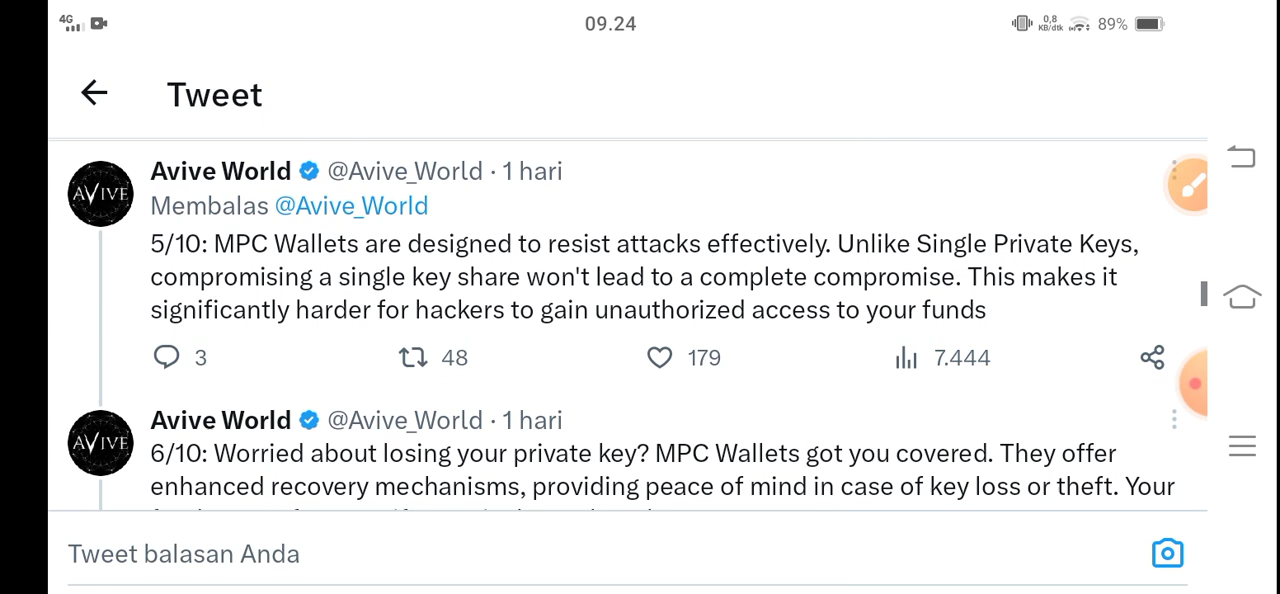 4G 09.24 0,8 KB/dtk 89%
Tweet
AVIVE
Avive World @Avive_World · 1 hari
Membalas @Avive_World
5/10: MPC Wallets are designed to resist attacks effectively. Unlike Single Private Keys,
compromising a single key share won't lead to a complete compromise. This makes it
significantly harder for hackers to gain unauthorized access to your funds
3 48 179 7.444
AVIVE
Avive World @Avive_World · 1 hari
6/10: Worried about losing your private key? MPC Wallets got you covered. They offer
enhanced recovery mechanisms, providing peace of mind in case of key loss or theft. Your
Tweet balasan Anda